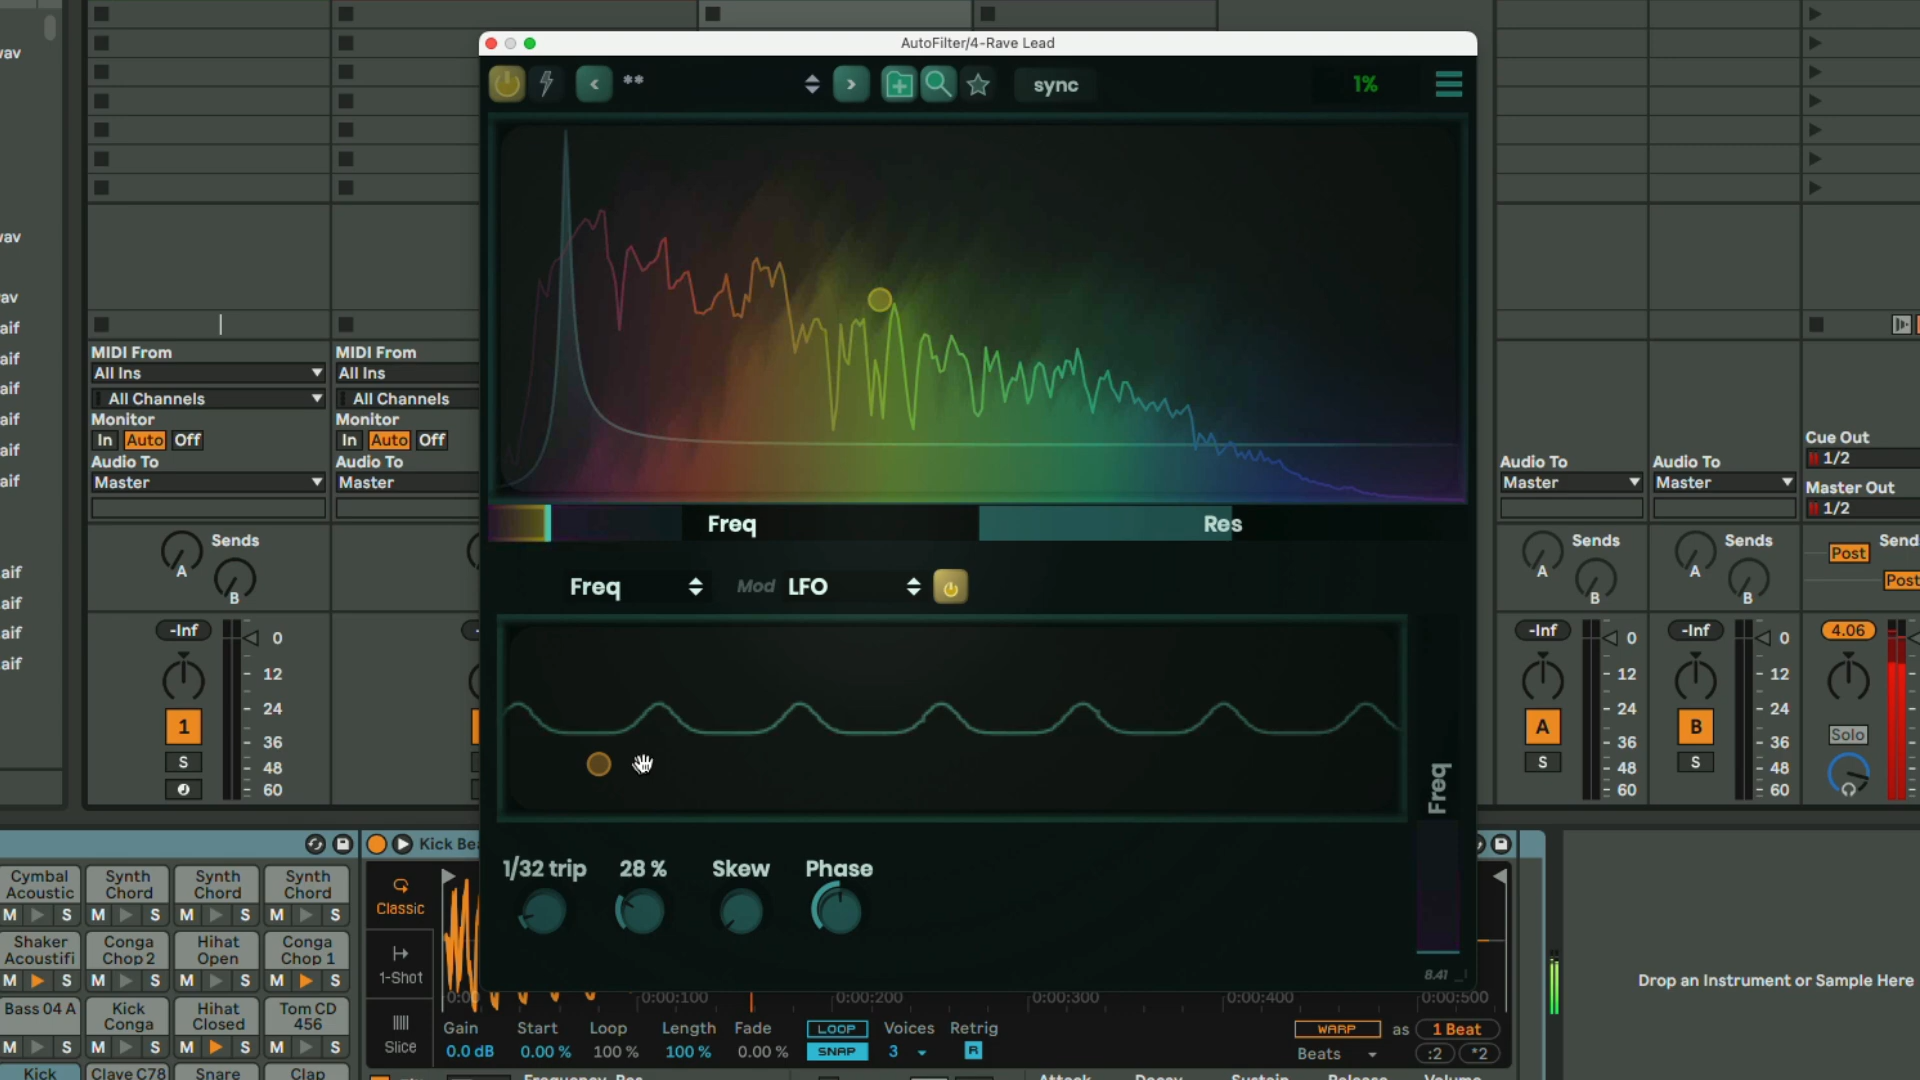 AutoFilter/4-Rave Lead
**
sync
1%
Freq
Res
Freq
Mod LFO
Freq
1/32 trip
28 %
Skew
Phase
8.41
wav
wav
av
aif
aif
aif
aif
aif
aif
aif
aif
aif
aif
MIDI From
All Ins
All Channels
Monitor
In Auto Off
Audio To
Master
Sends
A
B
-Inf
0
12
24
36
48
60
1
S
MIDI From
All Ins
All Channels
Monitor
In Auto Off
Audio To
Master
Audio To
Master
Sends
A
B
-Inf
0
12
24
36
48
60
A
S
Audio To
Master
Sends
A
B
-Inf
0
12
24
36
48
60
B
S
Cue Out
1/2
Master Out
1/2
Send
Post
Post
4.06
Solo
Cymbal Acoustic
M S
Synth Chord
M S
Synth Chord
M S
Synth Chord
M S
Shaker Acoustifi
M S
Conga Chop 2
M S
Hihat Open
M S
Conga Chop 1
M S
Bass 04 A
M S
Kick Conga
M S
Hihat Closed
M S
Tom CD 456
M S
Kick
Clave C78
Snare
Clap
Kick Be
Classic
1-Shot
Slice
0:00
0:00:100
0:00:200
0:00:300
0:00:400
0:00:500
Gain
0.0 dB
Start
0.00 %
Loop
100 %
Length
100 %
Fade
0.00 %
LOOP
SNAP
Voices
3
Retrig
R
WARP as 1 Beat
Beats :2 *2
Drop an Instrument or Sample Here